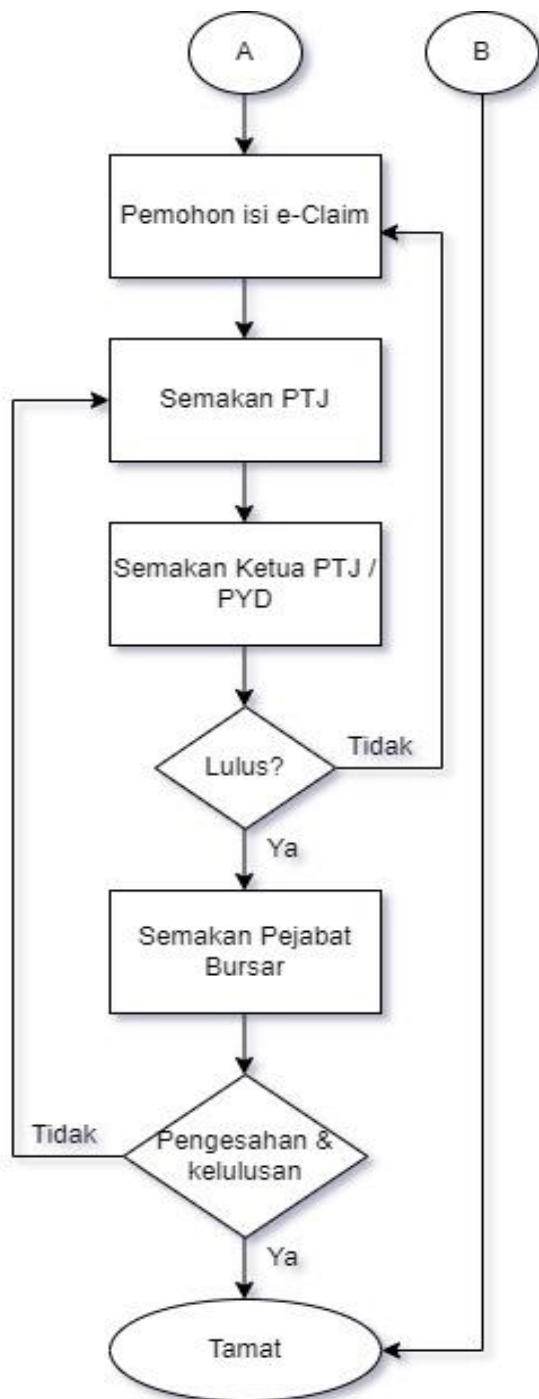 A
B
Pemohon isi e-Claim
Semakan PTJ
Semakan Ketua PTJ /
PYD
Lulus?
Tidak
Ya
Semakan Pejabat
Bursar
Tidak
Pengesahan &
kelulusan
Ya
Tamat